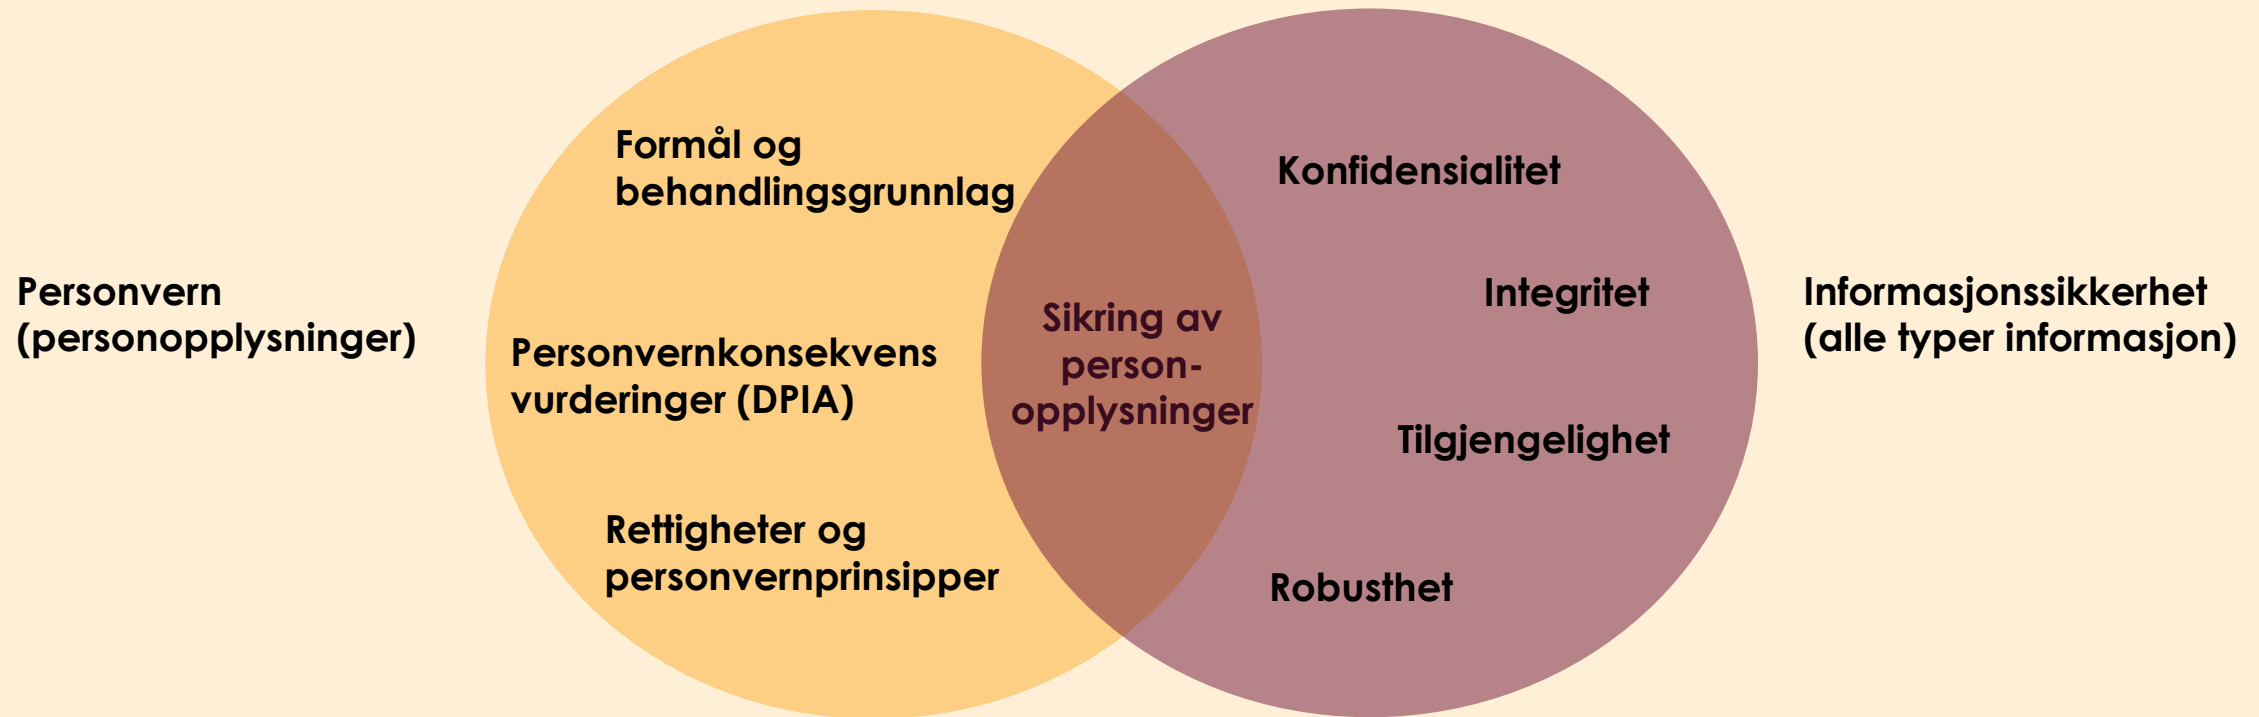 Personvern
(personopplysninger)
Formål og
behandlingsgrunnlag
Personvernkonsekvens
vurderinger (DPIA)
Rettigheter og
personvernprinsipper
Sikring av
person-
opplysninger
Konfidensialitet
Integritet
Tilgjengelighet
Robusthet
Informasjonssikkerhet
(alle typer informasjon)